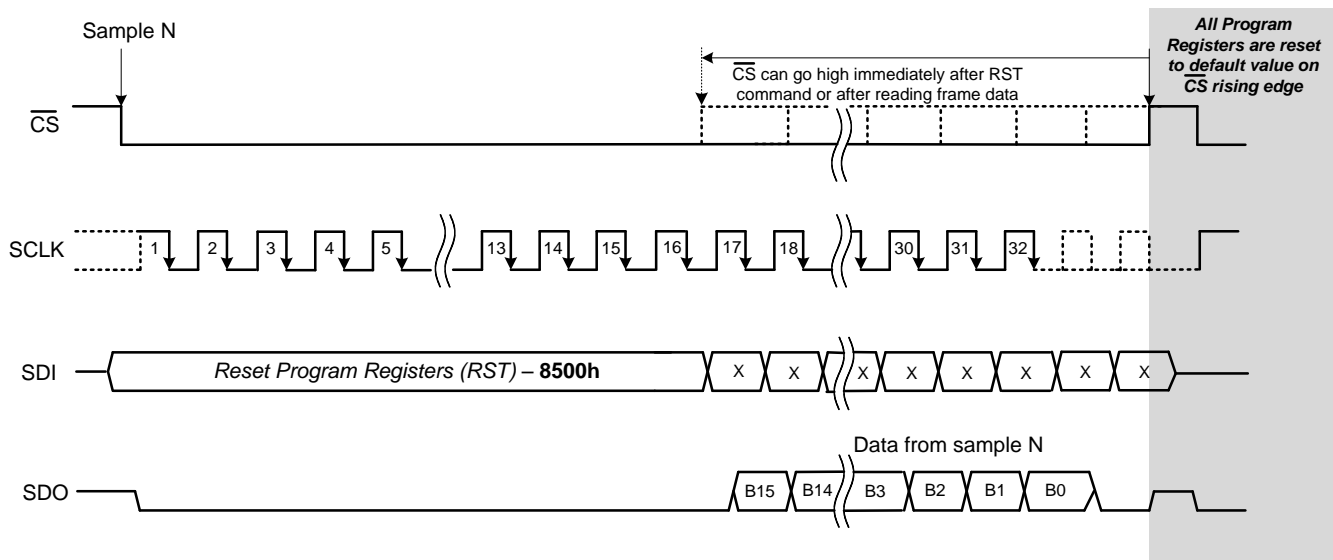 Sample N
All Program
Registers are reset
to default value on
CS rising edge
CS can go high immediately after RST
command or after reading frame data
CS
SCLK
1 2 3 4 5 13 14 15 16 17 18 30 31 32
SDI
Reset Program Registers (RST) – 8500h
X X X X X X X X
Data from sample N
SDO
B15 B14 B3 B2 B1 B0